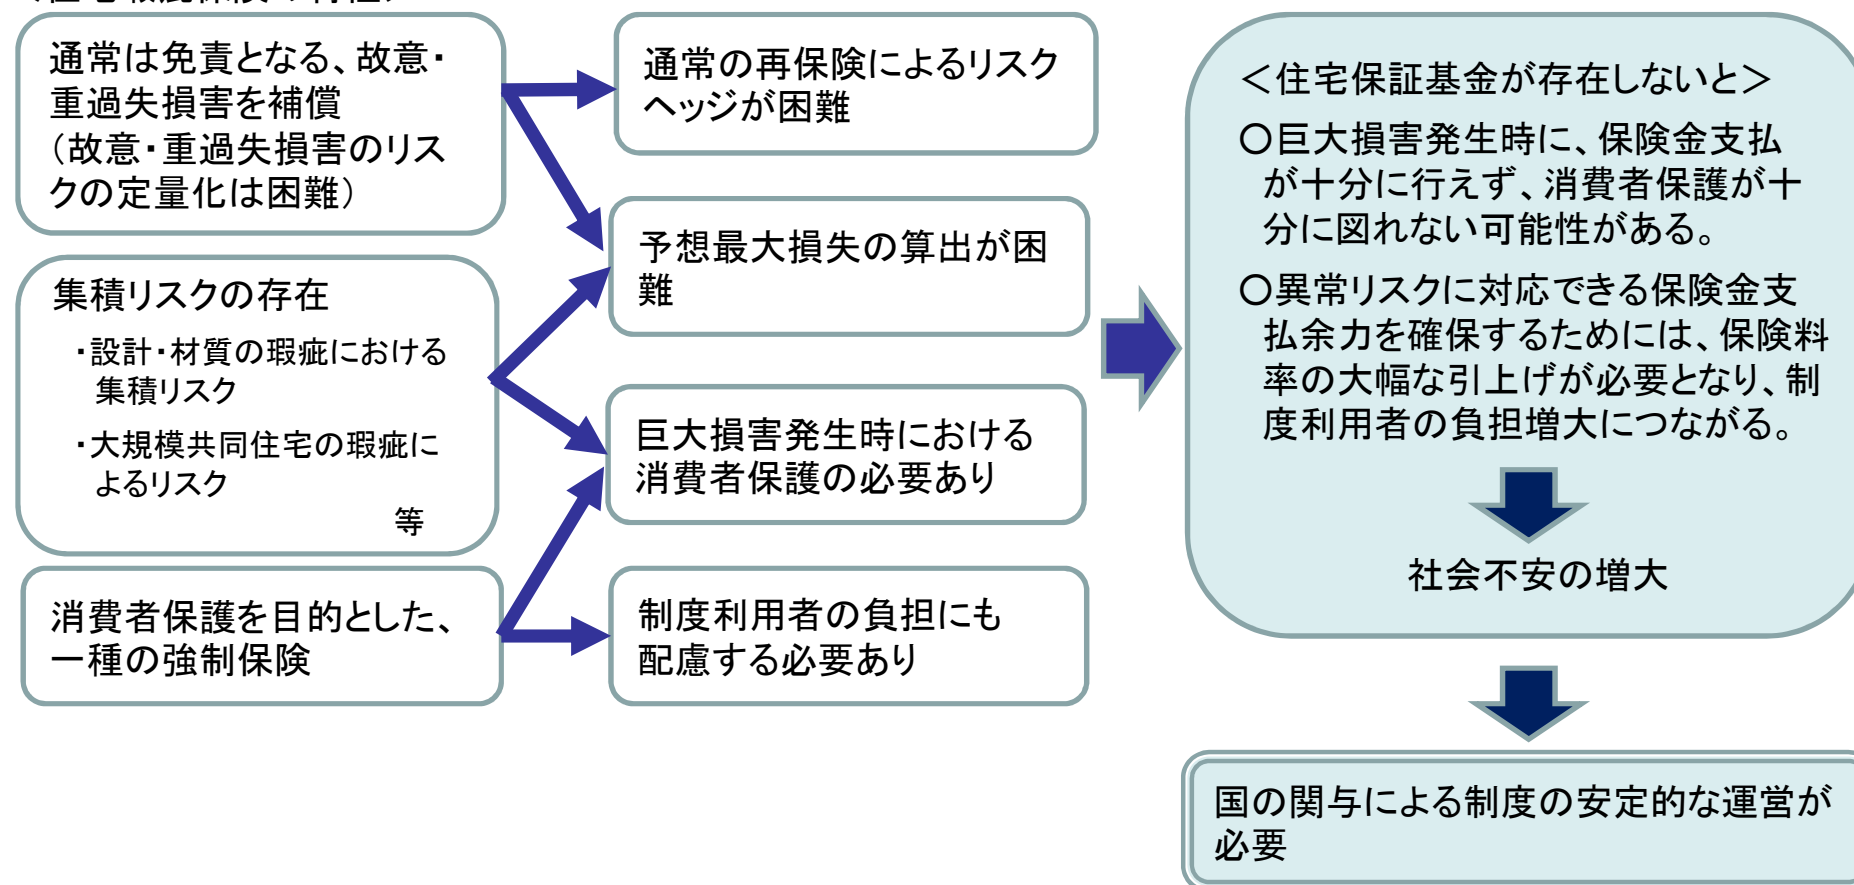 通常は免責となる、故意・
重過失損害を補償
（故意・重過失損害のリス
クの定量化は困難）
集積リスクの存在
・設計・材質の瑕疵における
集積リスク
・大規模共同住宅の瑕疵に
よるリスク
等
消費者保護を目的とした、
一種の強制保険
通常の再保険によるリスク
ヘッジが困難
予想最大損失の算出が困
難
巨大損害発生時における
消費者保護の必要あり
制度利用者の負担にも
配慮する必要あり
＜住宅保証基金が存在しないと＞
○巨大損害発生時に、保険金支払
が十分に行えず、消費者保護が十
分に図れない可能性がある。
○異常リスクに対応できる保険金支
払余力を確保するためには、保険料
率の大幅な引上げが必要となり、制
度利用者の負担増大につながる。
社会不安の増大
国の関与による制度の安定的な運営が
必要